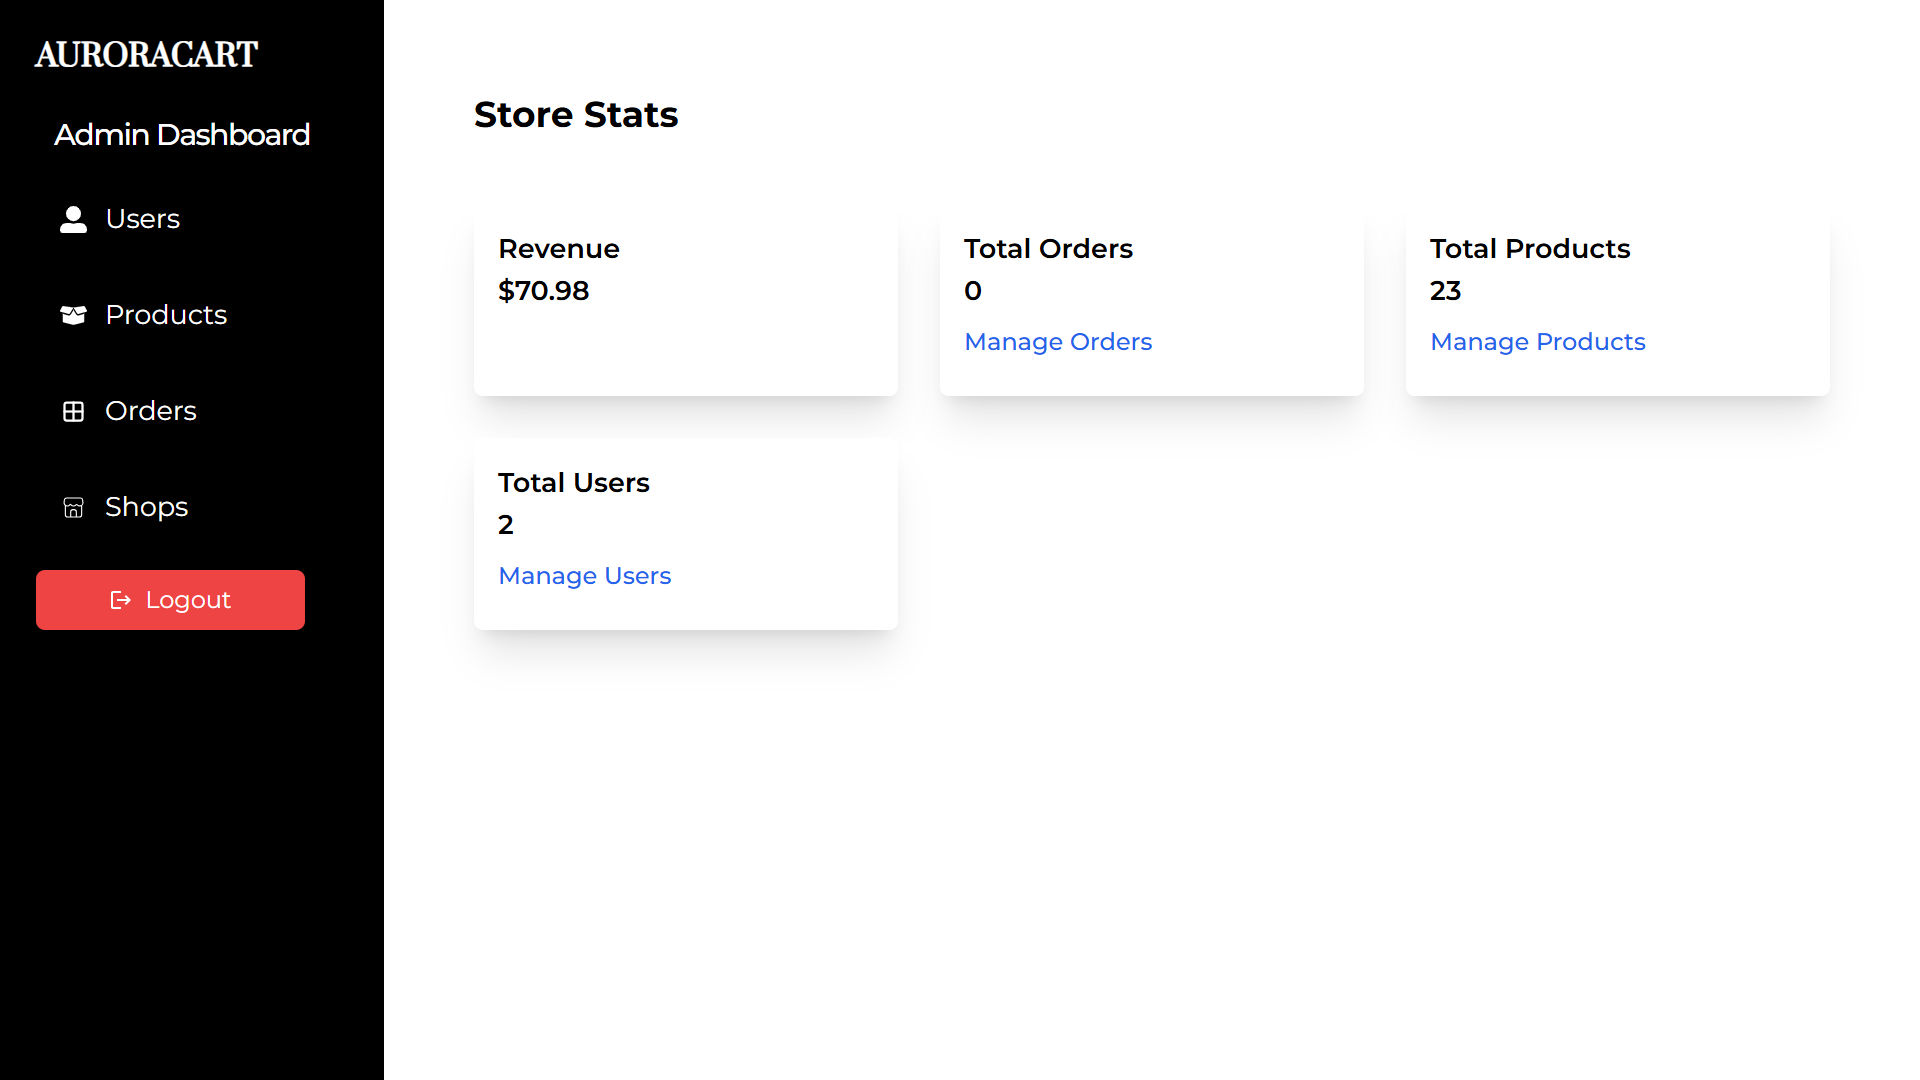 AURORACART
Admin Dashboard
Users
Products
Orders
Shops
Logout
Store Stats
Revenue
$70.98
Total Orders
0
Manage Orders
Total Products
23
Manage Products
Total Users
2
Manage Users